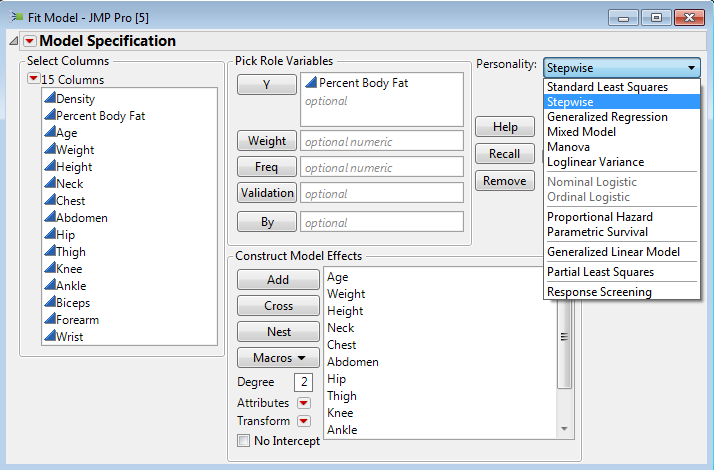 Fit Model - JMP Pro [5]
Model Specification
Select Columns
15 Columns
Density
Percent Body Fat
Age
Weight
Height
Neck
Chest
Abdomen
Hip
Thigh
Knee
Ankle
Biceps
Forearm
Wrist
Pick Role Variables
Y
Percent Body Fat
optional
Weight optional numeric
Freq optional numeric
Validation optional
By optional
Personality: Stepwise
Standard Least Squares
Stepwise
Generalized Regression
Mixed Model
Manova
Loglinear Variance
Nominal Logistic
Ordinal Logistic
Proportional Hazard
Parametric Survival
Generalized Linear Model
Partial Least Squares
Response Screening
Help
Recall
Remove
Construct Model Effects
Add
Cross
Nest
Macros
Degree 2
Attributes
Transform
No Intercept
Age
Weight
Height
Neck
Chest
Abdomen
Hip
Thigh
Knee
Ankle